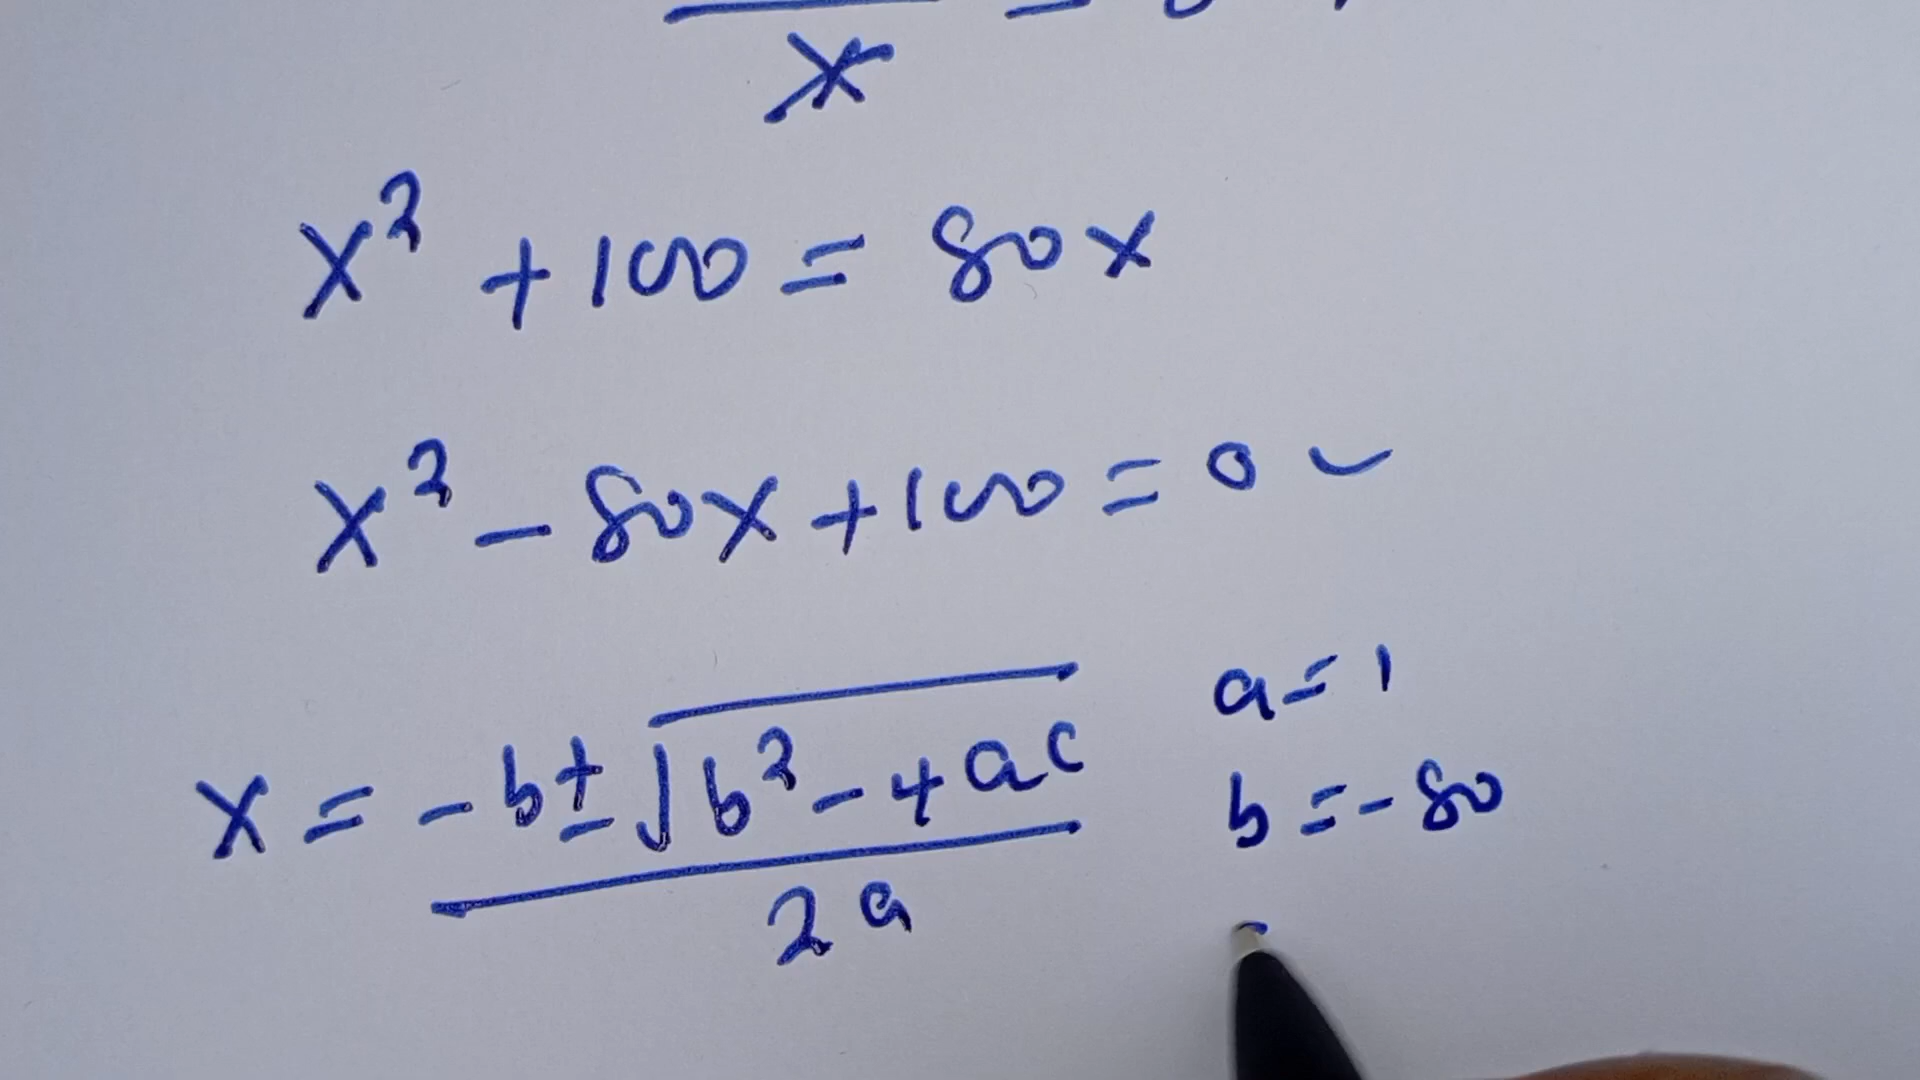 x
x² + 100 = 80x
x² - 80x + 100 = 0
x = -b ± √b² - 4ac
2a
a = 1
b = -80